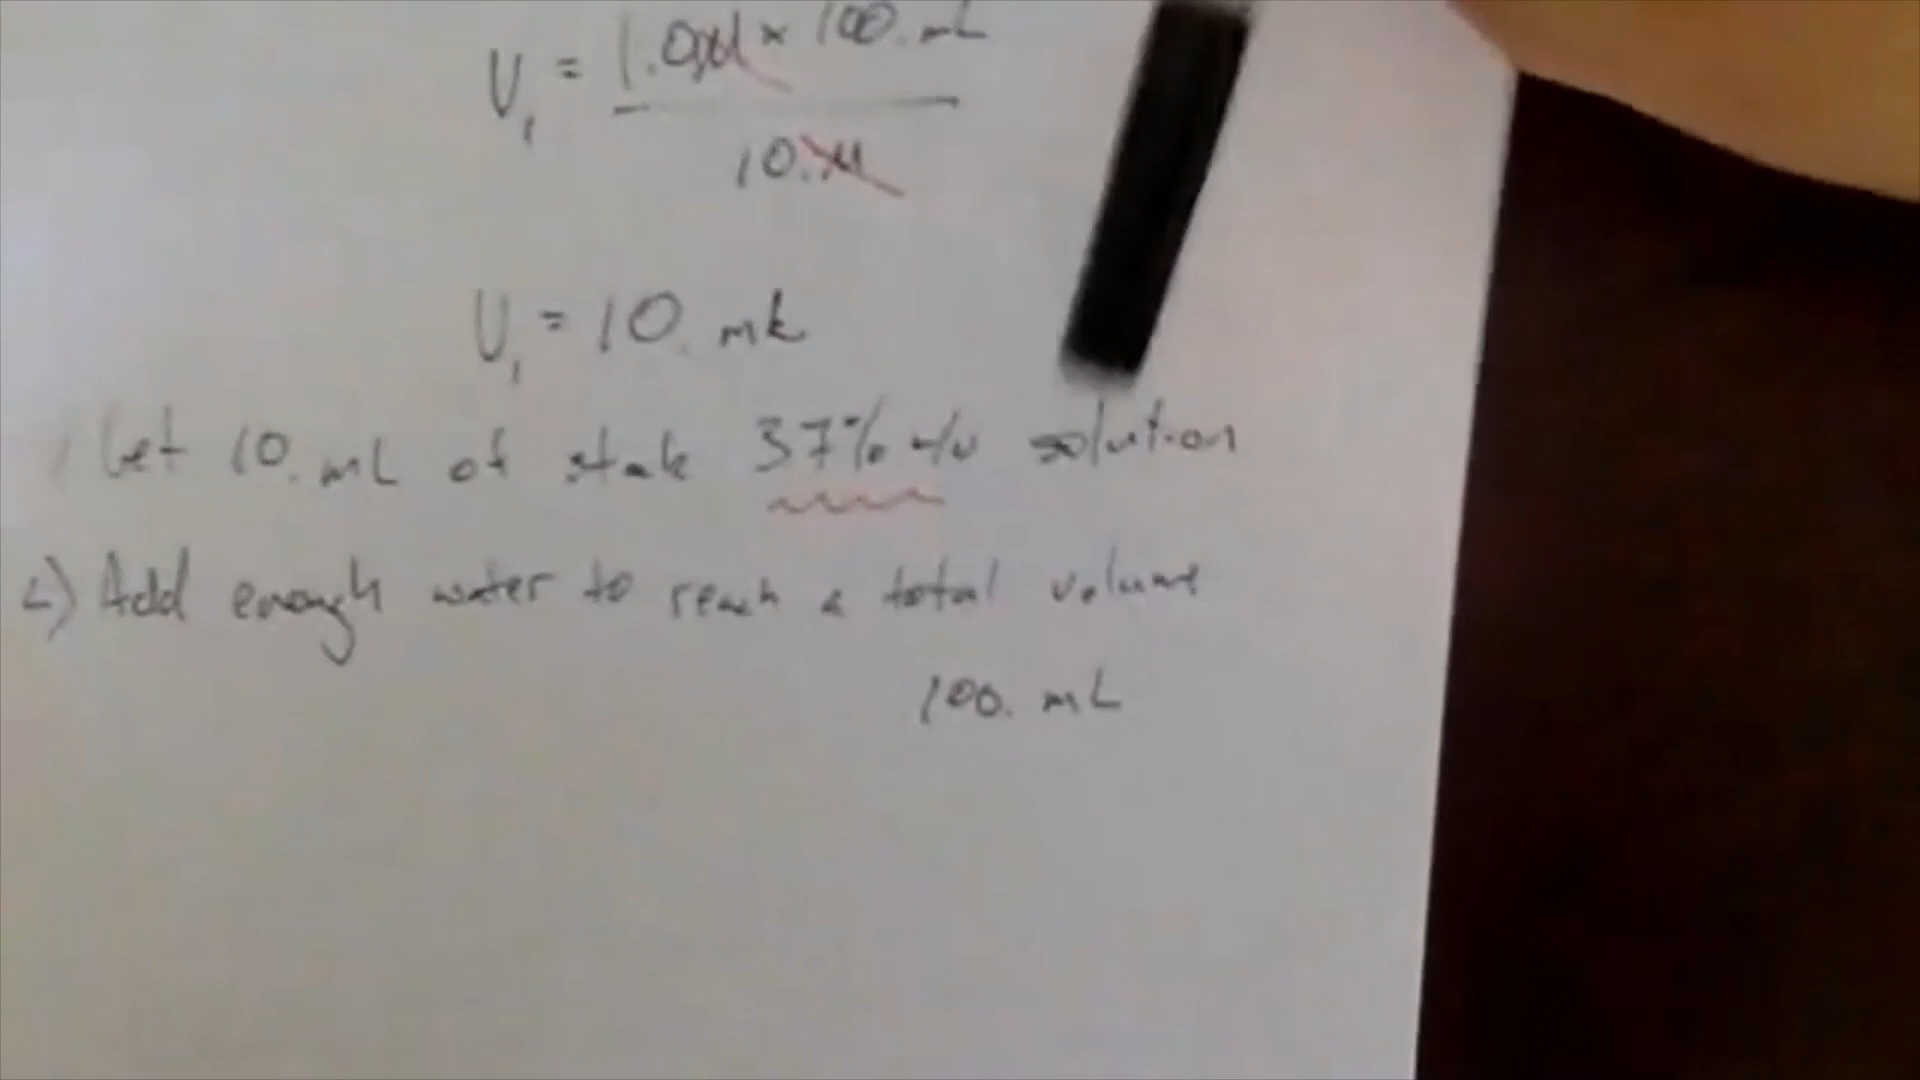 V₁ = 1.0M × 100. mL
10. M
V₁ = 10. mL
Get 10. mL of stock 37% solution
2) Add enough water to reach a total volume
100. mL